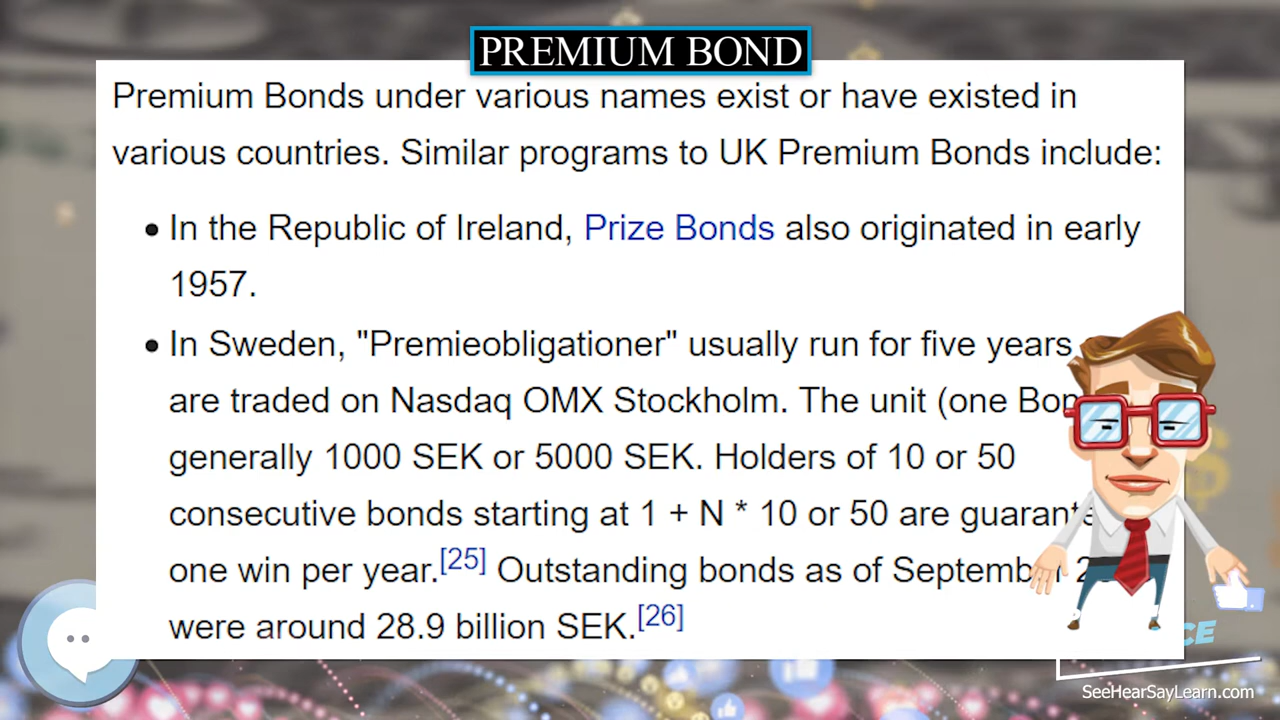 PREMIUM BOND
Premium Bonds under various names exist or have existed in
various countries. Similar programs to UK Premium Bonds include:
• In the Republic of Ireland, Prize Bonds also originated in early
1957.
• In Sweden, "Premieobligationer" usually run for five years
are traded on Nasdaq OMX Stockholm. The unit (one
generally 1000 SEK or 5000 SEK. Holders of 10 or 50
consecutive bonds starting at 1 + N * 10 or 50 are
one win per year.[25] Outstanding bonds as of
were around 28.9 billion SEK.[26]
SeeHearSayLearn.com